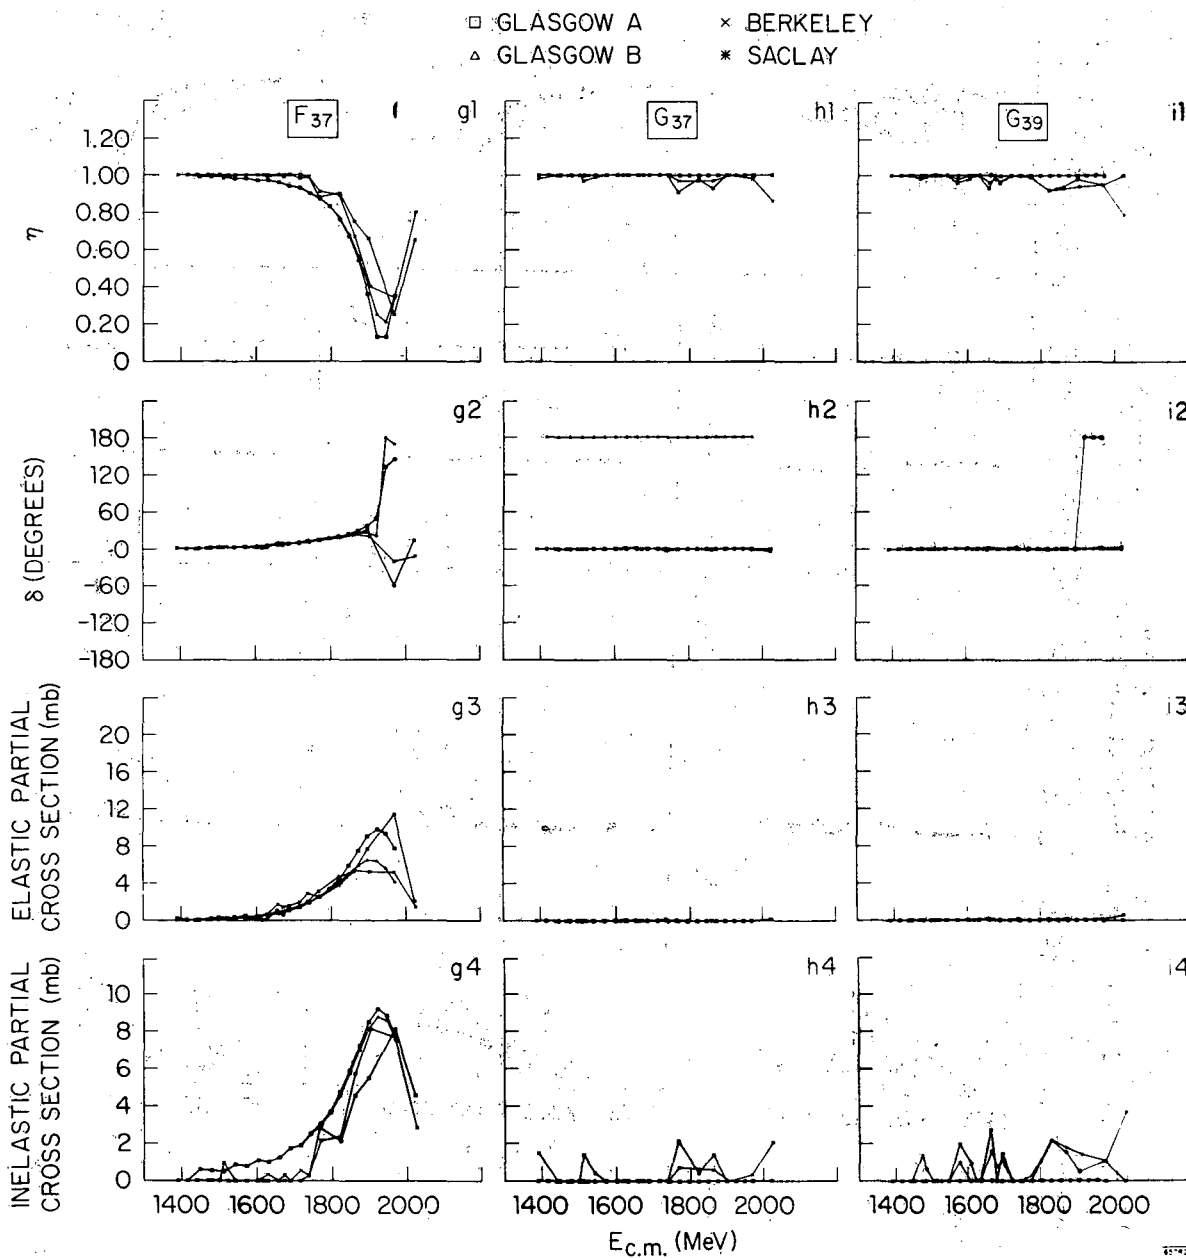 □ GLASGOW A × BERKELEY
△ GLASGOW B * SACLAY
f g1 h1 i1
F37 G37 G39
1.20
1.00
0.80
0.60
0.40
0.20
0
η
g2 h2 i2
180
120
60
0
-60
-120
-180
δ (DEGREES)
g3 h3 i3
20
16
12
8
4
0
ELASTIC PARTIAL
CROSS SECTION (mb)
g4 h4 i4
10
8
6
4
2
0
INELASTIC PARTIAL
CROSS SECTION (mb)
1400 1600 1800 2000 1400 1600 1800 2000 1400 1600 1800 2000
Ec.m. (MeV)